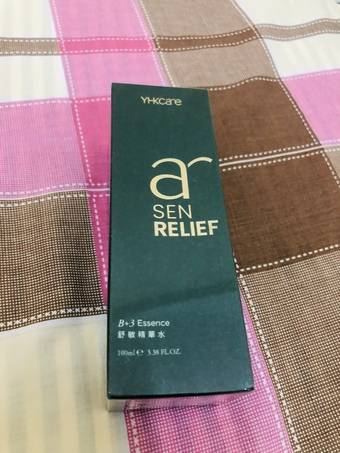 YHKcare
ar
SEN
RELIEF
B+3 Essence
舒敏精華水
100ml℮ 3.38 FL.OZ.